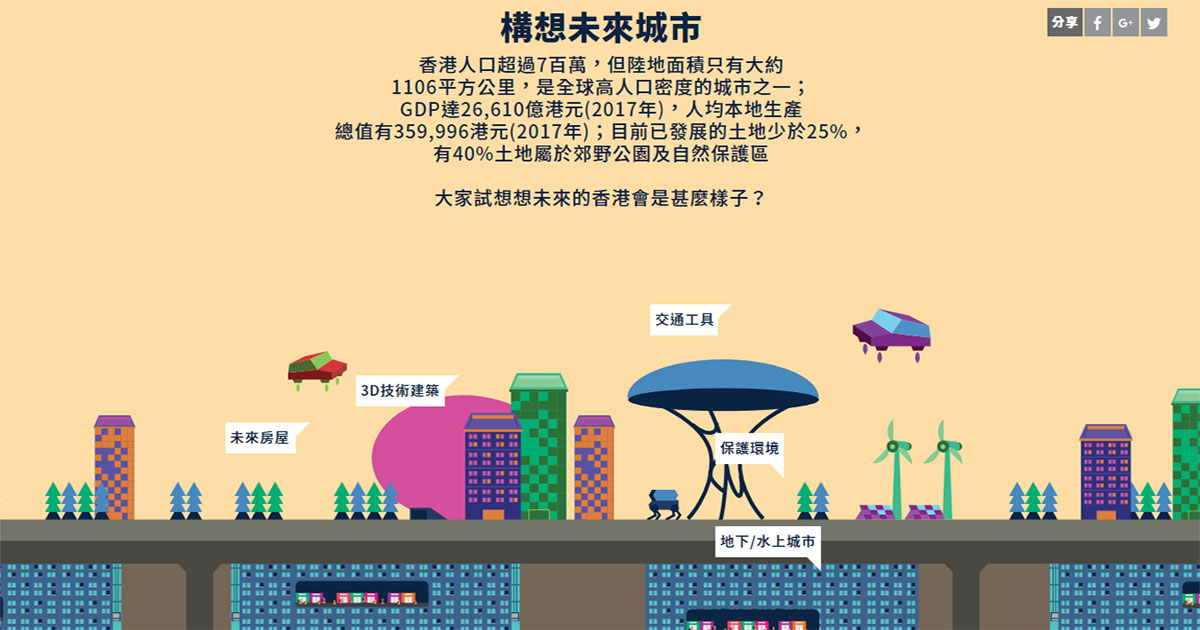 構想未來城市
分享
香港人口超過7百萬，但陸地面積只有大約
1106平方公里，是全球高人口密度的城市之一；
GDP達26,610億港元(2017年)，人均本地生產
總值有359,996港元(2017年)；目前已發展的土地少於25%，
有40%土地屬於郊野公園及自然保護區
大家試想想未來的香港會是甚麼樣子？
交通工具
3D技術建築
未來房屋
保護環境
地下/水上城市